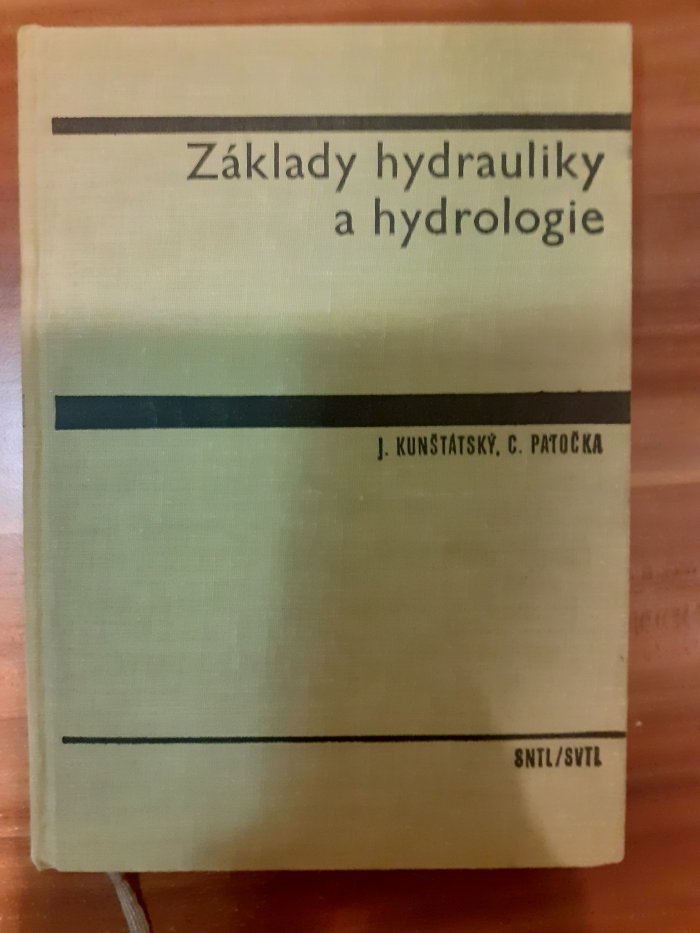 Základy hydrauliky
a hydrologie
J. KUNŠTÁTSKÝ, C. PATOČKA
SNTL/SVTL